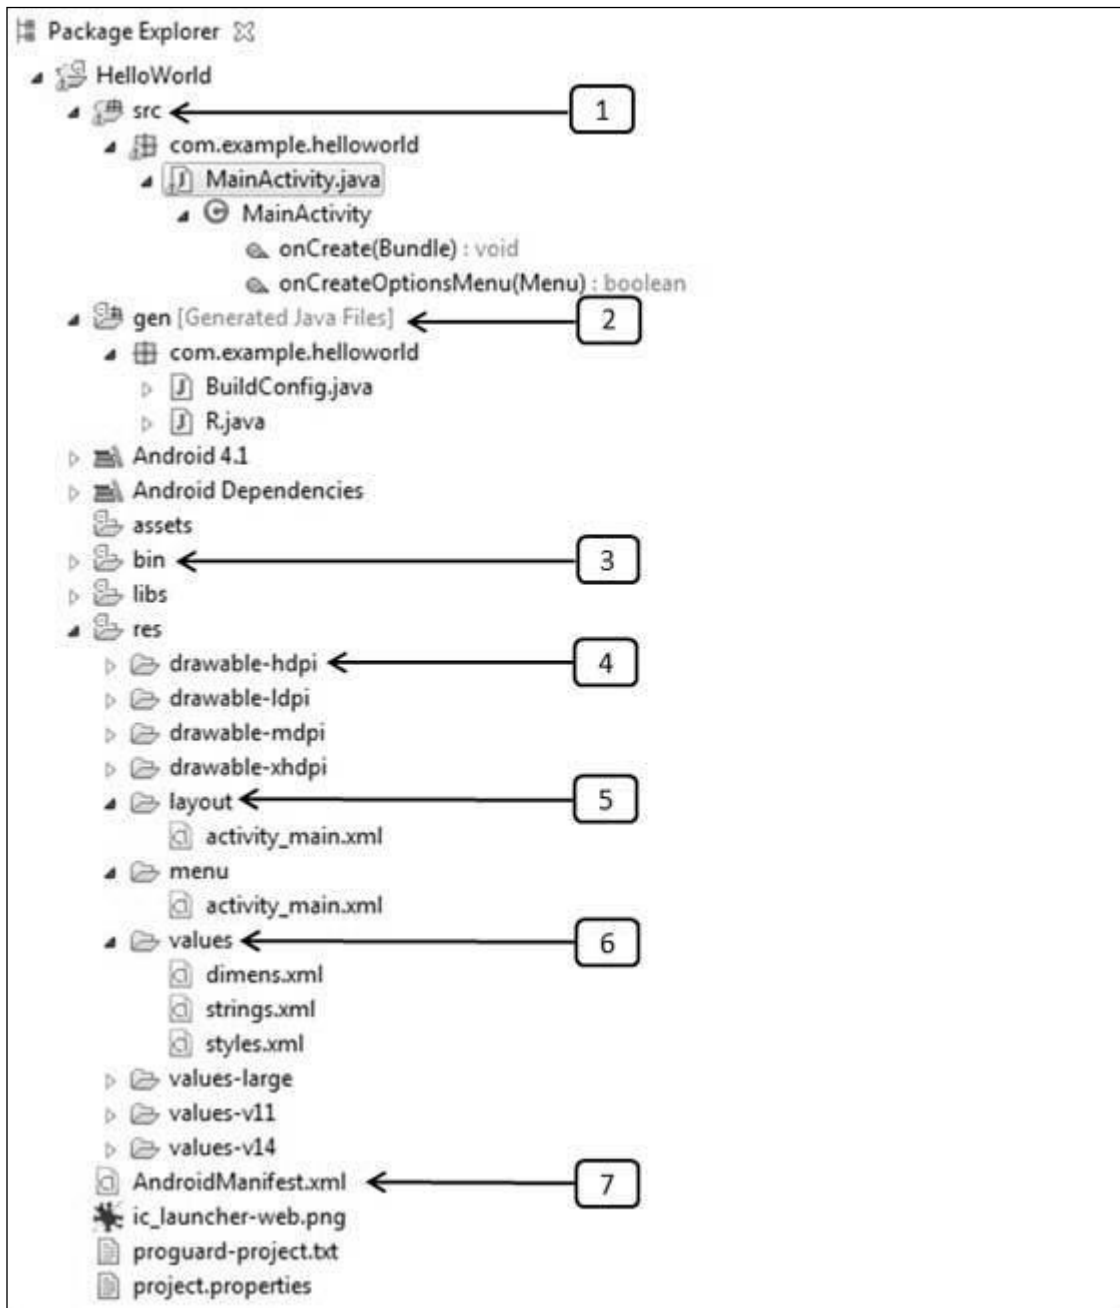 Package Explorer
HelloWorld
src 1
com.example.helloworld
MainActivity.java
MainActivity
onCreate(Bundle) : void
onCreateOptionsMenu(Menu) : boolean
gen [Generated Java Files] 2
com.example.helloworld
BuildConfig.java
R.java
Android 4.1
Android Dependencies
assets
bin 3
libs
res
drawable-hdpi 4
drawable-ldpi
drawable-mdpi
drawable-xhdpi
layout 5
activity_main.xml
menu
activity_main.xml
values 6
dimens.xml
strings.xml
styles.xml
values-large
values-v11
values-v14
AndroidManifest.xml 7
ic_launcher-web.png
proguard-project.txt
project.properties